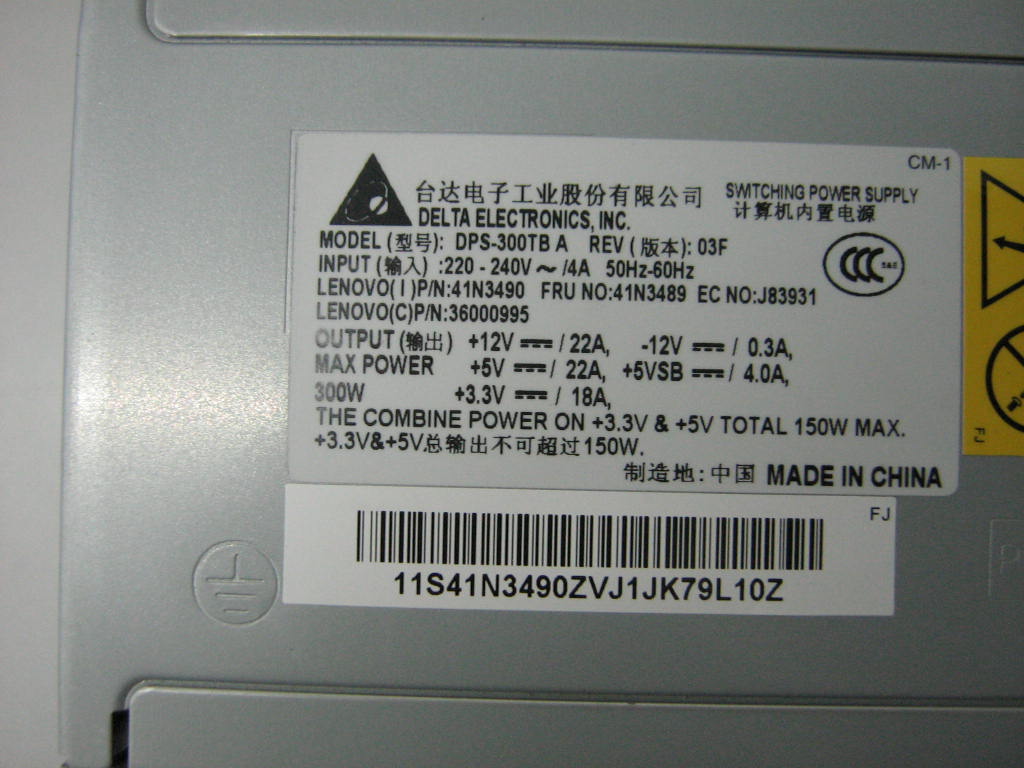 CM-1
台达电子工业股份有限公司 SWITCHING POWER SUPPLY
DELTA ELECTRONICS, INC. 计算机内置电源
MODEL (型号): DPS-300TB A REV (版本): 03F
INPUT (输入) :220 - 240V ～ /4A 50Hz-60Hz
CCC S&E
LENOVO(I)P/N:41N3490 FRU NO:41N3489 EC NO:J83931
LENOVO(C)P/N:36000995
OUTPUT (输出) +12V ⎓ / 22A, -12V ⎓ / 0.3A,
MAX POWER +5V ⎓ / 22A, +5VSB ⎓ / 4.0A,
300W +3.3V ⎓ / 18A,
THE COMBINE POWER ON +3.3V & +5V TOTAL 150W MAX.
+3.3V&+5V总输出不可超过150W.
制造地:中国 MADE IN CHINA
FJ
FJ
11S41N3490ZVJ1JK79L10Z